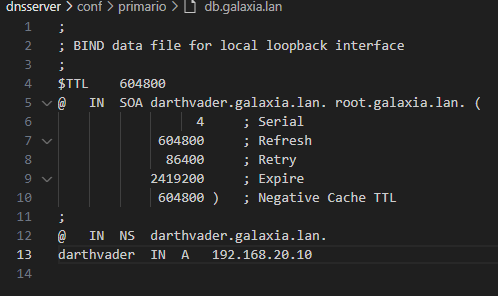 dnsserver > conf > primario > db.galaxia.lan
1 ;
2 ; BIND data file for local loopback interface
3 ;
4 $TTL 604800
5 @ IN SOA darthvader.galaxia.lan. root.galaxia.lan. (
6 4 ; Serial
7 604800 ; Refresh
8 86400 ; Retry
9 2419200 ; Expire
10 604800 ) ; Negative Cache TTL
11 ;
12 @ IN NS darthvader.galaxia.lan.
13 darthvader IN A 192.168.20.10
14